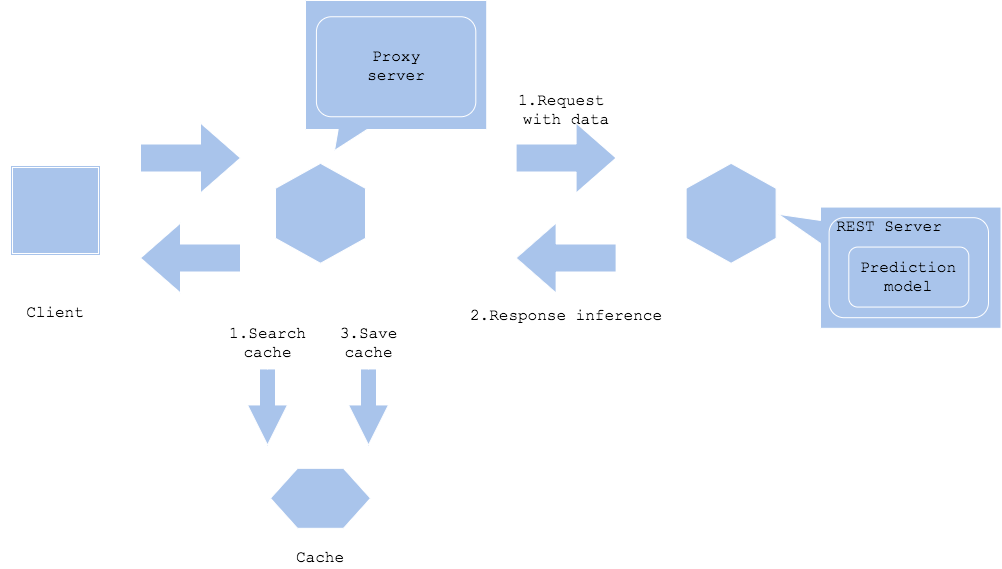 Proxy
server
1.Request
with data
REST Server
Prediction
model
Client
2.Response inference
1.Search
cache
3.Save
cache
Cache